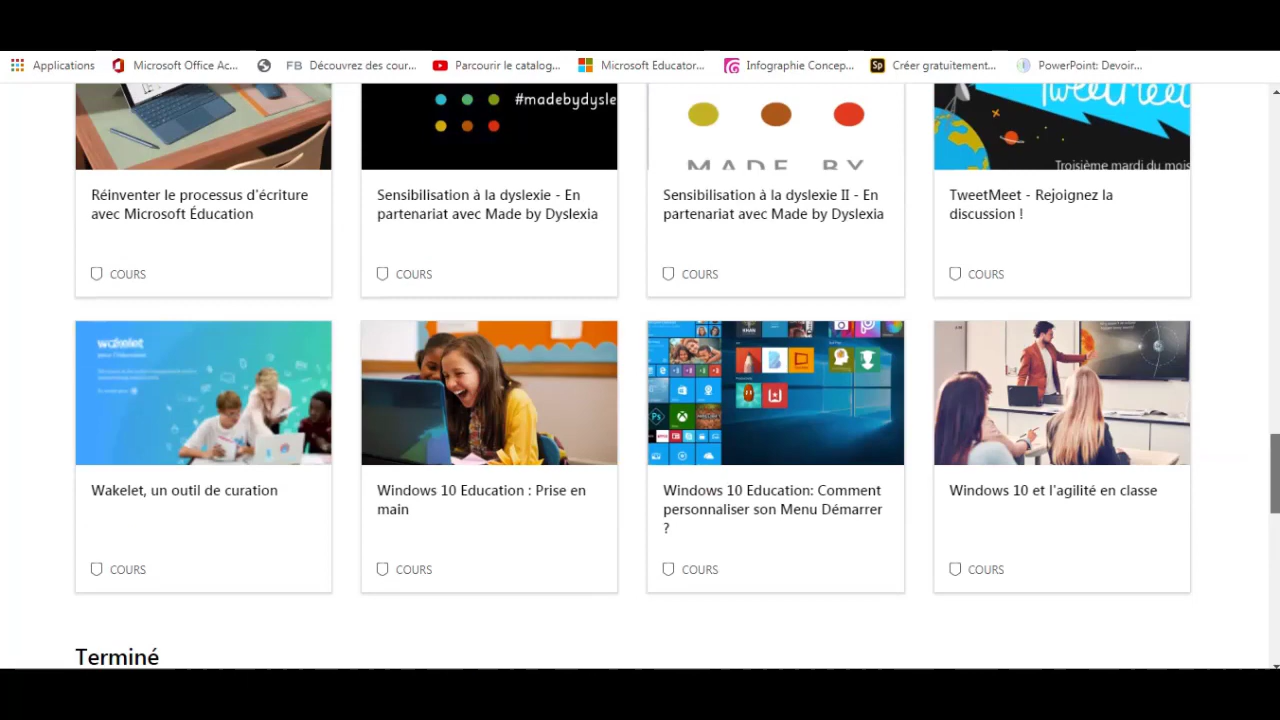 Applications
Microsoft Office Ac...
FB Découvrez des cour...
Parcourir le catalog...
Microsoft Educator...
Infographie Concep...
Sp Créer gratuitement...
PowerPoint: Devoir...
#madebydysle
MADE BY
TweetMeet
Troisième mardi du mois
Réinventer le processus d'écriture
avec Microsoft Éducation
COURS
Sensibilisation à la dyslexie - En
partenariat avec Made by Dyslexia
COURS
Sensibilisation à la dyslexie II - En
partenariat avec Made by Dyslexia
COURS
TweetMeet - Rejoignez la
discussion !
COURS
wakelet
Wakelet, un outil de curation
COURS
Windows 10 Education : Prise en
main
COURS
Windows 10 Education: Comment
personnaliser son Menu Démarrer
?
COURS
Windows 10 et l'agilité en classe
COURS
Terminé